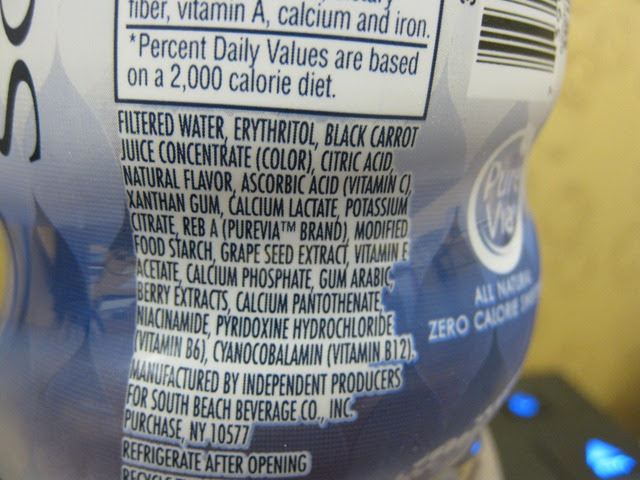 fiber, vitamin A, calcium and iron.
*Percent Daily Values are based
on a 2,000 calorie diet.
FILTERED WATER, ERYTHRITOL, BLACK CARROT
JUICE CONCENTRATE (COLOR), CITRIC ACID,
NATURAL FLAVOR, ASCORBIC ACID (VITAMIN C),
XANTHAN GUM, CALCIUM LACTATE, POTASSIUM
CITRATE, REB A (PUREVIA™ BRAND), MODIFIED
FOOD STARCH, GRAPE SEED EXTRACT, VITAMIN E
ACETATE, CALCIUM PHOSPHATE, GUM ARABIC,
BERRY EXTRACTS, CALCIUM PANTOTHENATE,
NIACINAMIDE, PYRIDOXINE HYDROCHLORIDE
(VITAMIN B6), CYANOCOBALAMIN (VITAMIN B12).
MANUFACTURED BY INDEPENDENT PRODUCERS
FOR SOUTH BEACH BEVERAGE CO., INC.
PURCHASE, NY 10577
REFRIGERATE AFTER OPENING
Pure
Via
ALL NATURAL
ZERO CALORIE